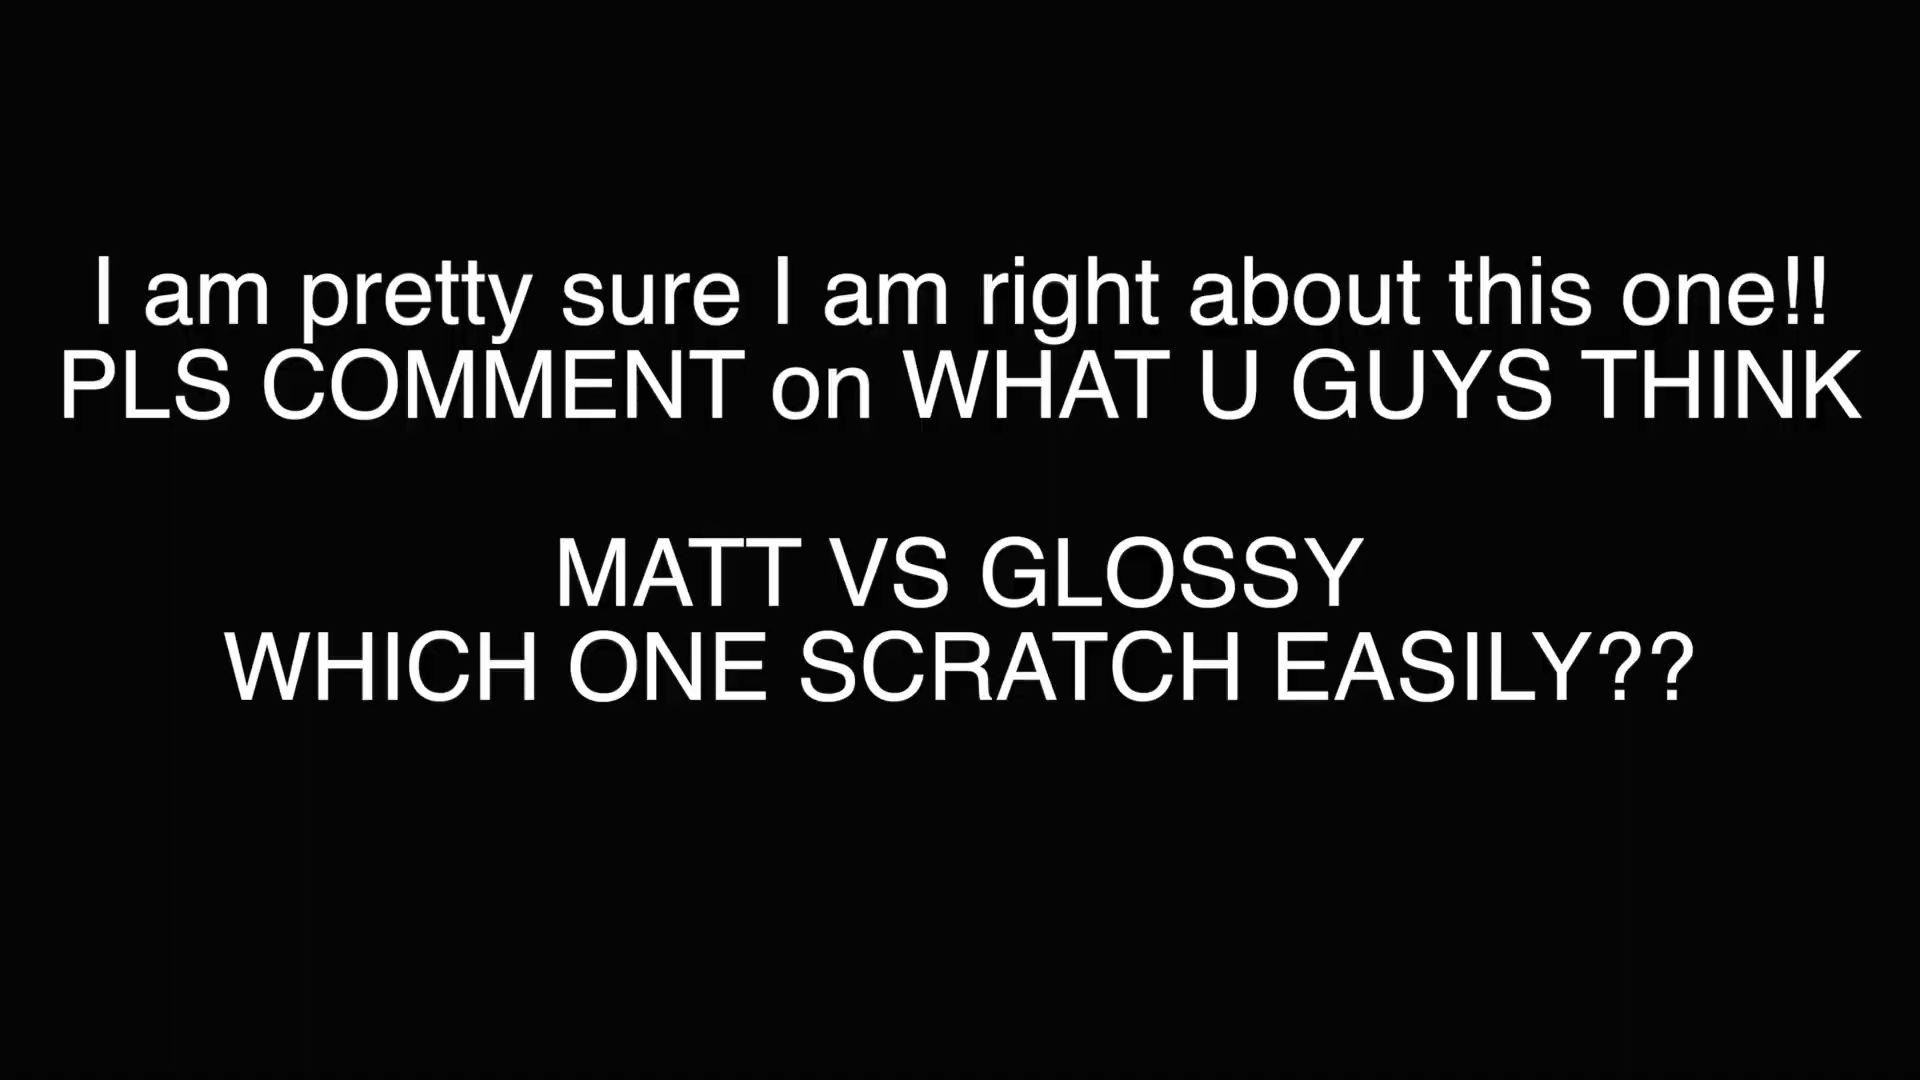 I am pretty sure I am right about this one!!
PLS COMMENT on WHAT U GUYS THINK
MATT VS GLOSSY
WHICH ONE SCRATCH EASILY??